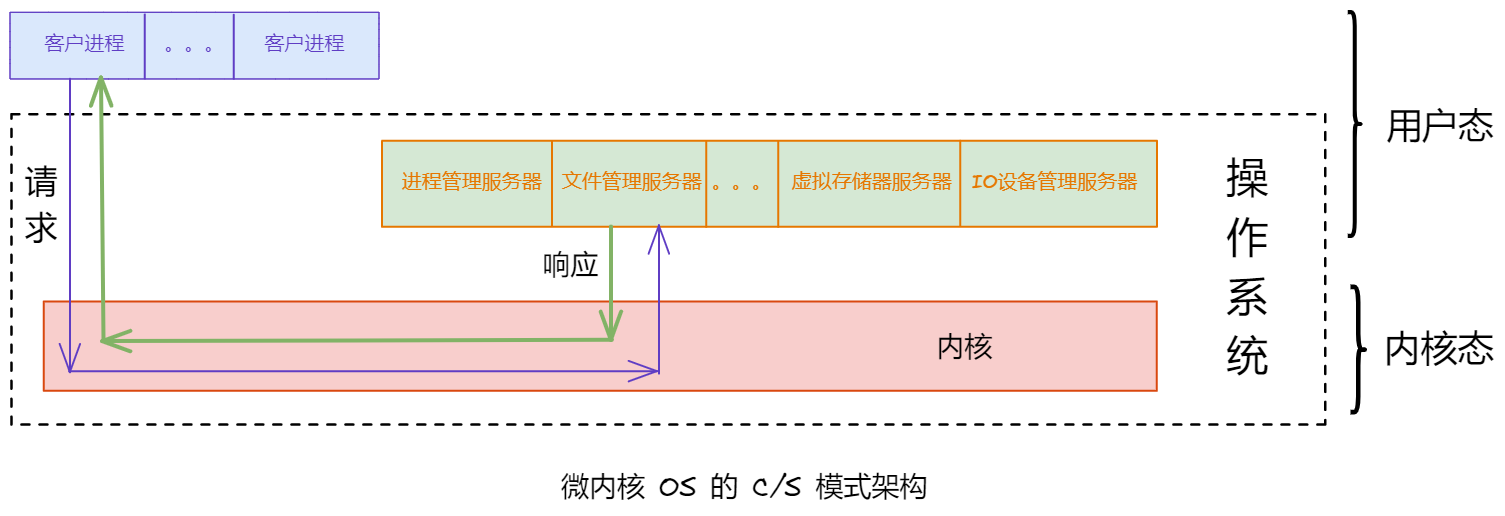 客户进程 。。。 客户进程
用户态
请求
进程管理服务器 文件管理服务器 。。。 虚拟存储器服务器 IO设备管理服务器
操作系统
响应
内核
内核态
微内核 OS 的 C/S 模式架构